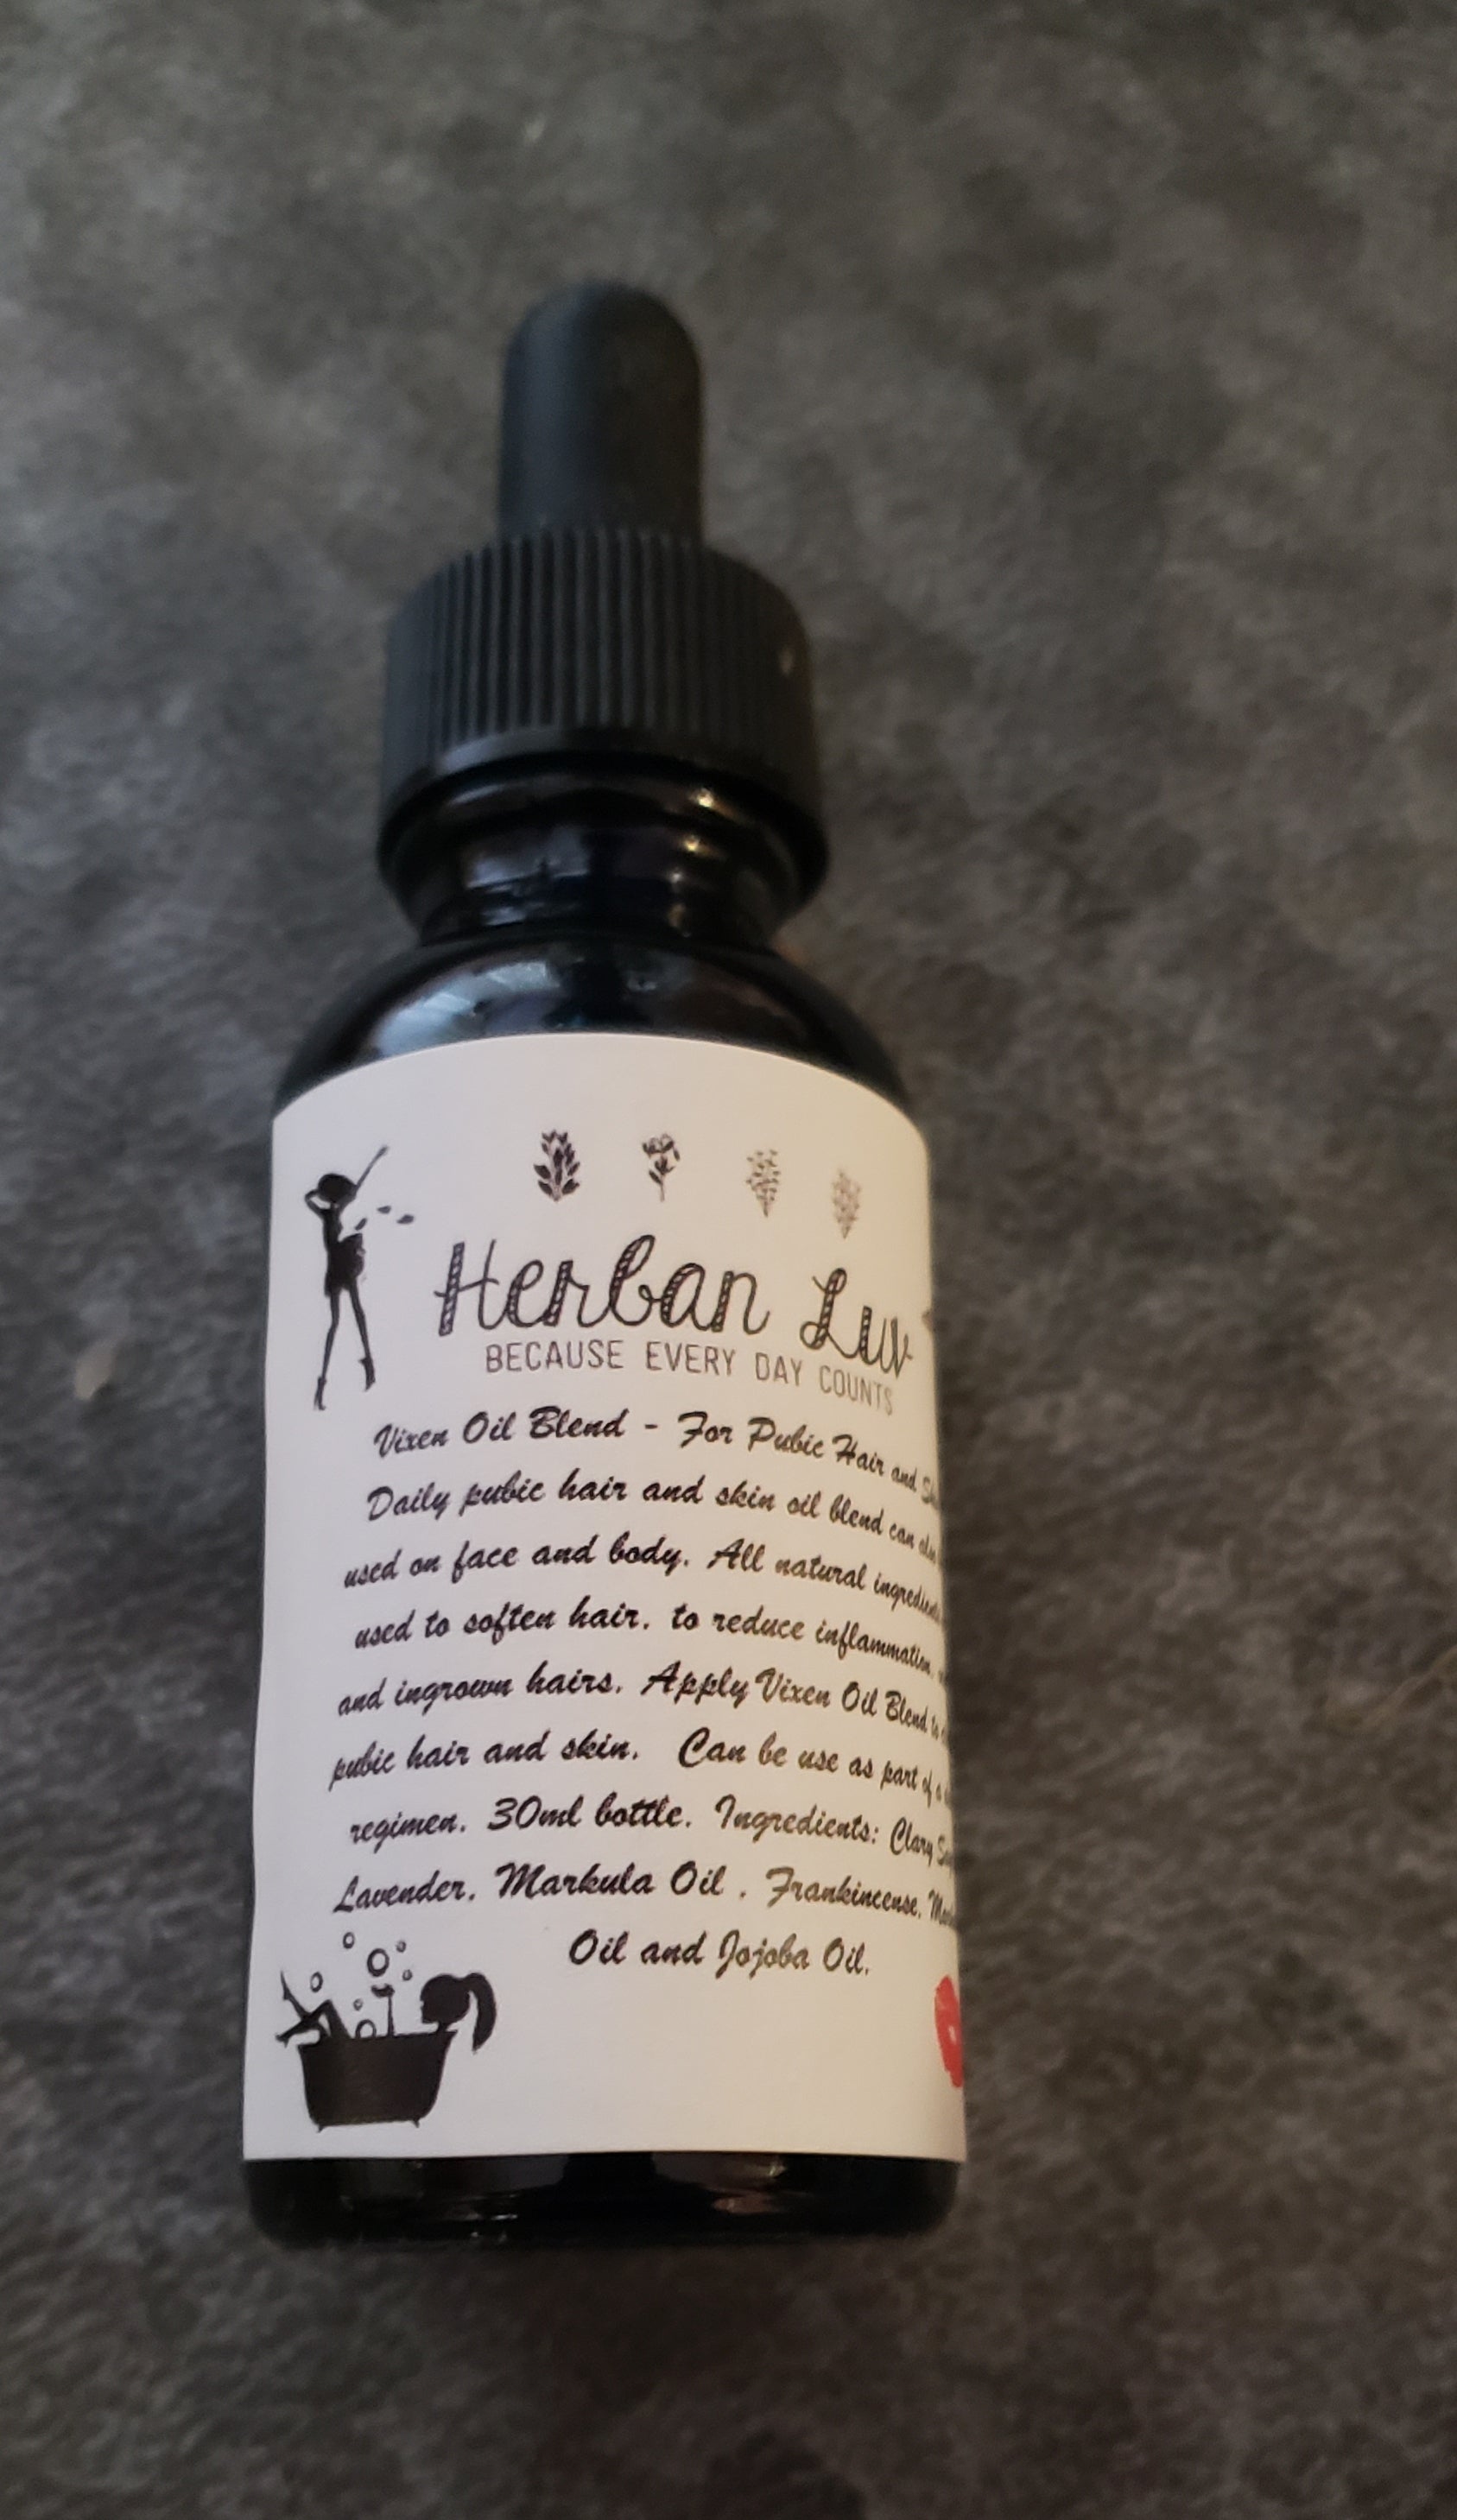 Herban Luv
BECAUSE EVERY DAY COUNTS
Vixen Oil Blend - For Pubic Hair and
Daily pubic hair and skin oil blend can
used on face and body. All natural
used to soften hair. to reduce inflammation,
and ingrown hairs. Apply Vixen Oil Blend to
pubic hair and skin. Can be use as part of a
regimen. 30ml bottle. Ingredients: Clary
Lavender. Markula Oil . Frankincense.
Oil and Jojoba Oil.